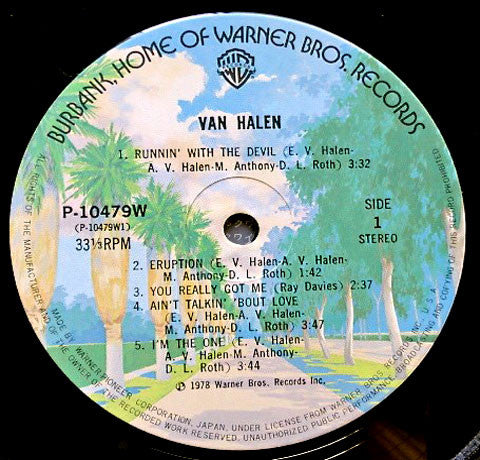 BURBANK, HOME OF WARNER BROS. RECORDS
VAN HALEN
1. RUNNIN' WITH THE DEVIL (E. V. Halen-
A. V. Halen-M. Anthony-D. L. Roth) 3:32
P-10479W
(P-10479W1)
33⅓RPM
SIDE
1
STEREO
2. ERUPTION (E. V. Halen-A. V. Halen-
M. Anthony-D. L. Roth) 1:42
3. YOU REALLY GOT ME (Ray Davies) 2:37
4. AIN'T TALKIN' 'BOUT LOVE
(E. V. Halen-A. V. Halen-
M. Anthony-D. L. Roth) 3:47
5. I'M THE ONE (E. V. Halen-
A. V. Halen-M. Anthony-
D. L. Roth) 3:44
Ⓟ 1978 Warner Bros. Records Inc.
MADE BY WARNER-PIONEER CORPORATION, JAPAN, UNDER LICENSE FROM WARNER BROS. RECORDS INC. U.S.A.
ALL RIGHTS OF THE MANUFACTURER AND OF THE OWNER OF THE RECORDED WORK RESERVED. UNAUTHORIZED PUBLIC PERFORMANCE, BROADCASTING AND COPYING OF THIS RECORD PROHIBITED